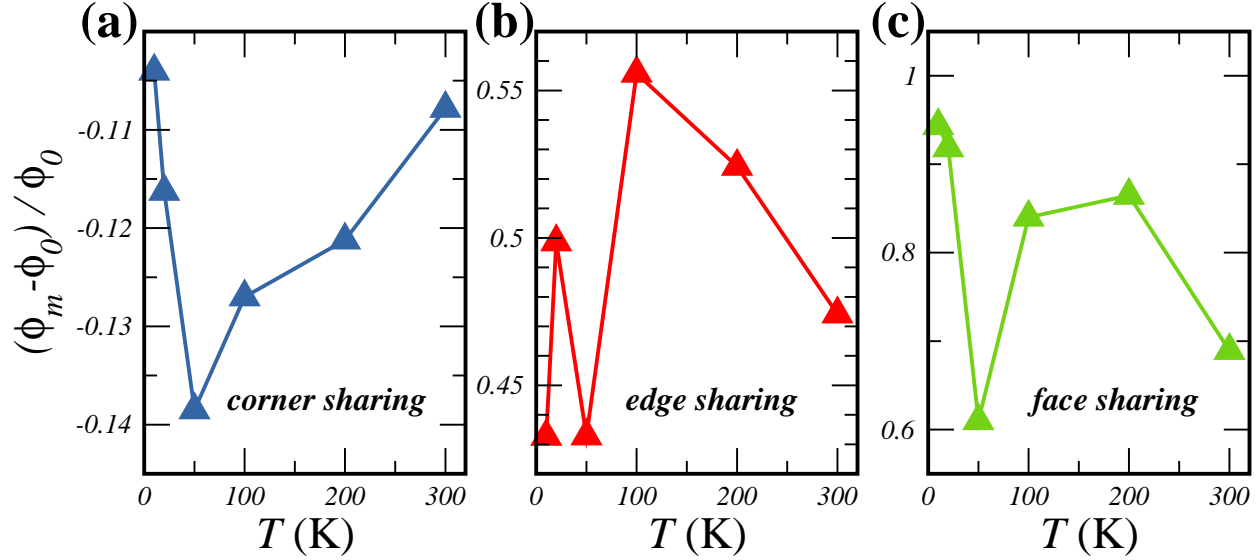 (a)
(b)
(c)
(ϕm -ϕ0) / ϕ0
-0.11
-0.12
-0.13
-0.14
corner sharing
0 100 200 300
T (K)
0.55
0.5
0.45
edge sharing
0 100 200 300
T (K)
1
0.8
0.6
face sharing
0 100 200 300
T (K)